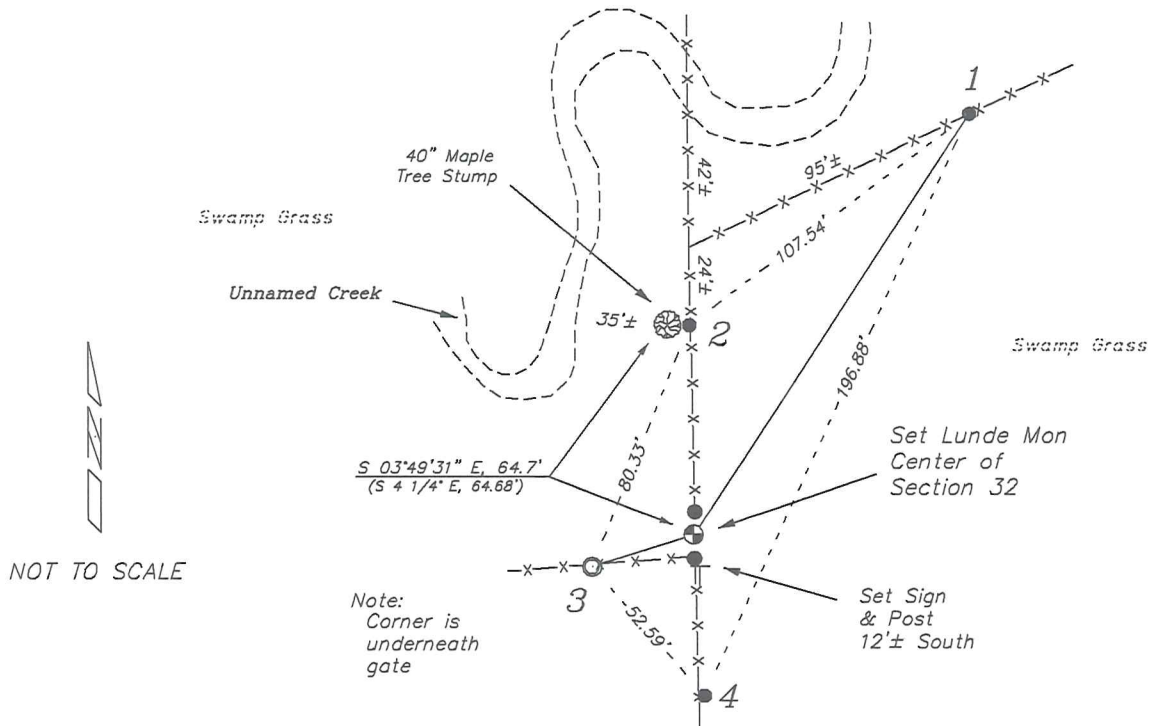 1
40" Maple
Tree Stump
42'±
95'±
Swamp Grass
107.54'
24'±
Unnamed Creek
35'±
2
Swamp Grass
196.88'
N
80.33'
S 03°49'31" E, 64.7'
(S 4 1/4° E, 64.68')
Set Lunde Mon
Center of
Section 32
NOT TO SCALE
3
Note:
Corner is
underneath
gate
52.59'
Set Sign
& Post
12'± South
4